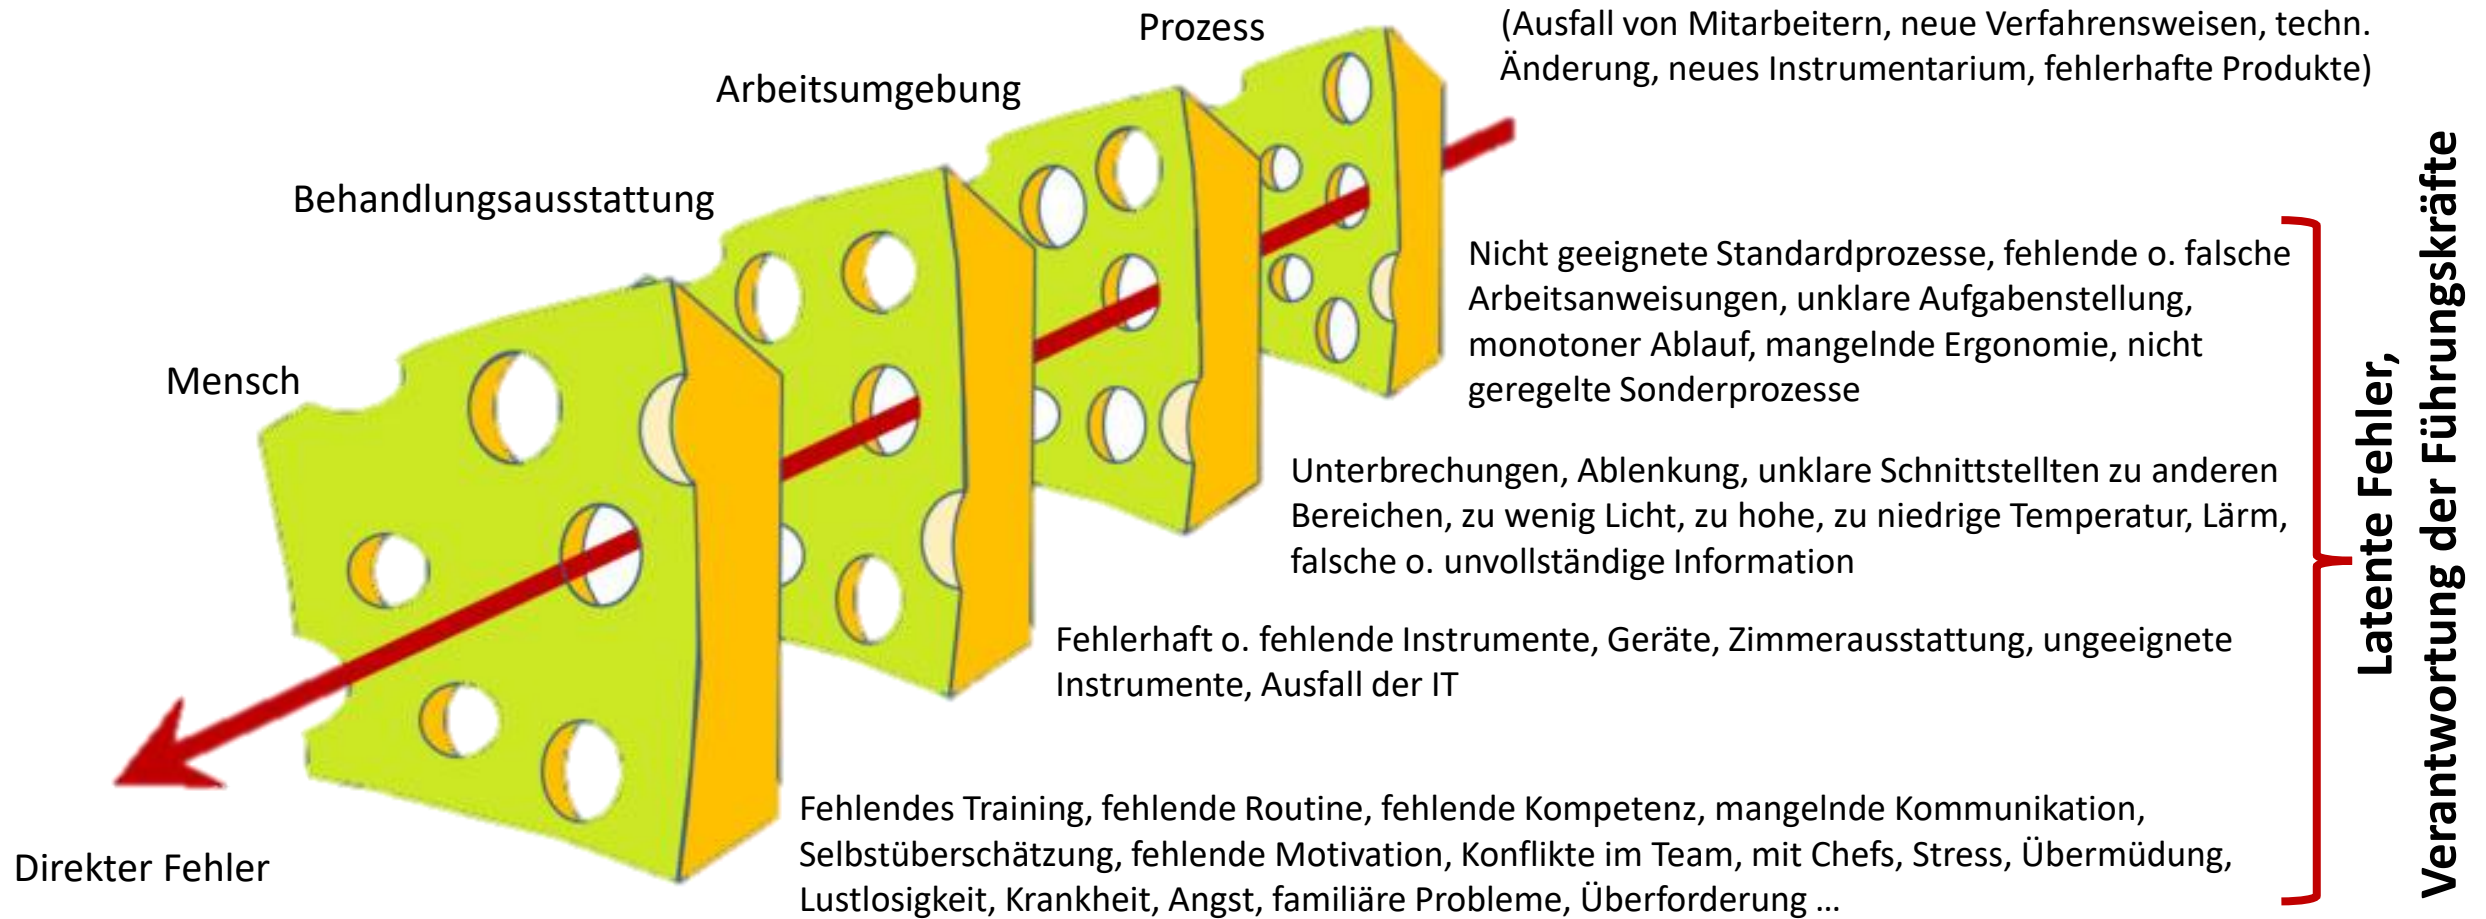 Prozess
(Ausfall von Mitarbeitern, neue Verfahrensweisen, techn.
Änderung, neues Instrumentarium, fehlerhafte Produkte)
Arbeitsumgebung
Behandlungsausstattung
Mensch
Nicht geeignete Standardprozesse, fehlende o. falsche
Arbeitsanweisungen, unklare Aufgabenstellung,
monotoner Ablauf, mangelnde Ergonomie, nicht
geregelte Sonderprozesse
Unterbrechungen, Ablenkung, unklare Schnittstellten zu anderen
Bereichen, zu wenig Licht, zu hohe, zu niedrige Temperatur, Lärm,
falsche o. unvollständige Information
Fehlerhaft o. fehlende Instrumente, Geräte, Zimmerausstattung, ungeeignete
Instrumente, Ausfall der IT
Fehlendes Training, fehlende Routine, fehlende Kompetenz, mangelnde Kommunikation,
Selbstüberschätzung, fehlende Motivation, Konflikte im Team, mit Chefs, Stress, Übermüdung,
Lustlosigkeit, Krankheit, Angst, familiäre Probleme, Überforderung ...
Direkter Fehler
Latente Fehler,
Verantwortung der Führungskräfte